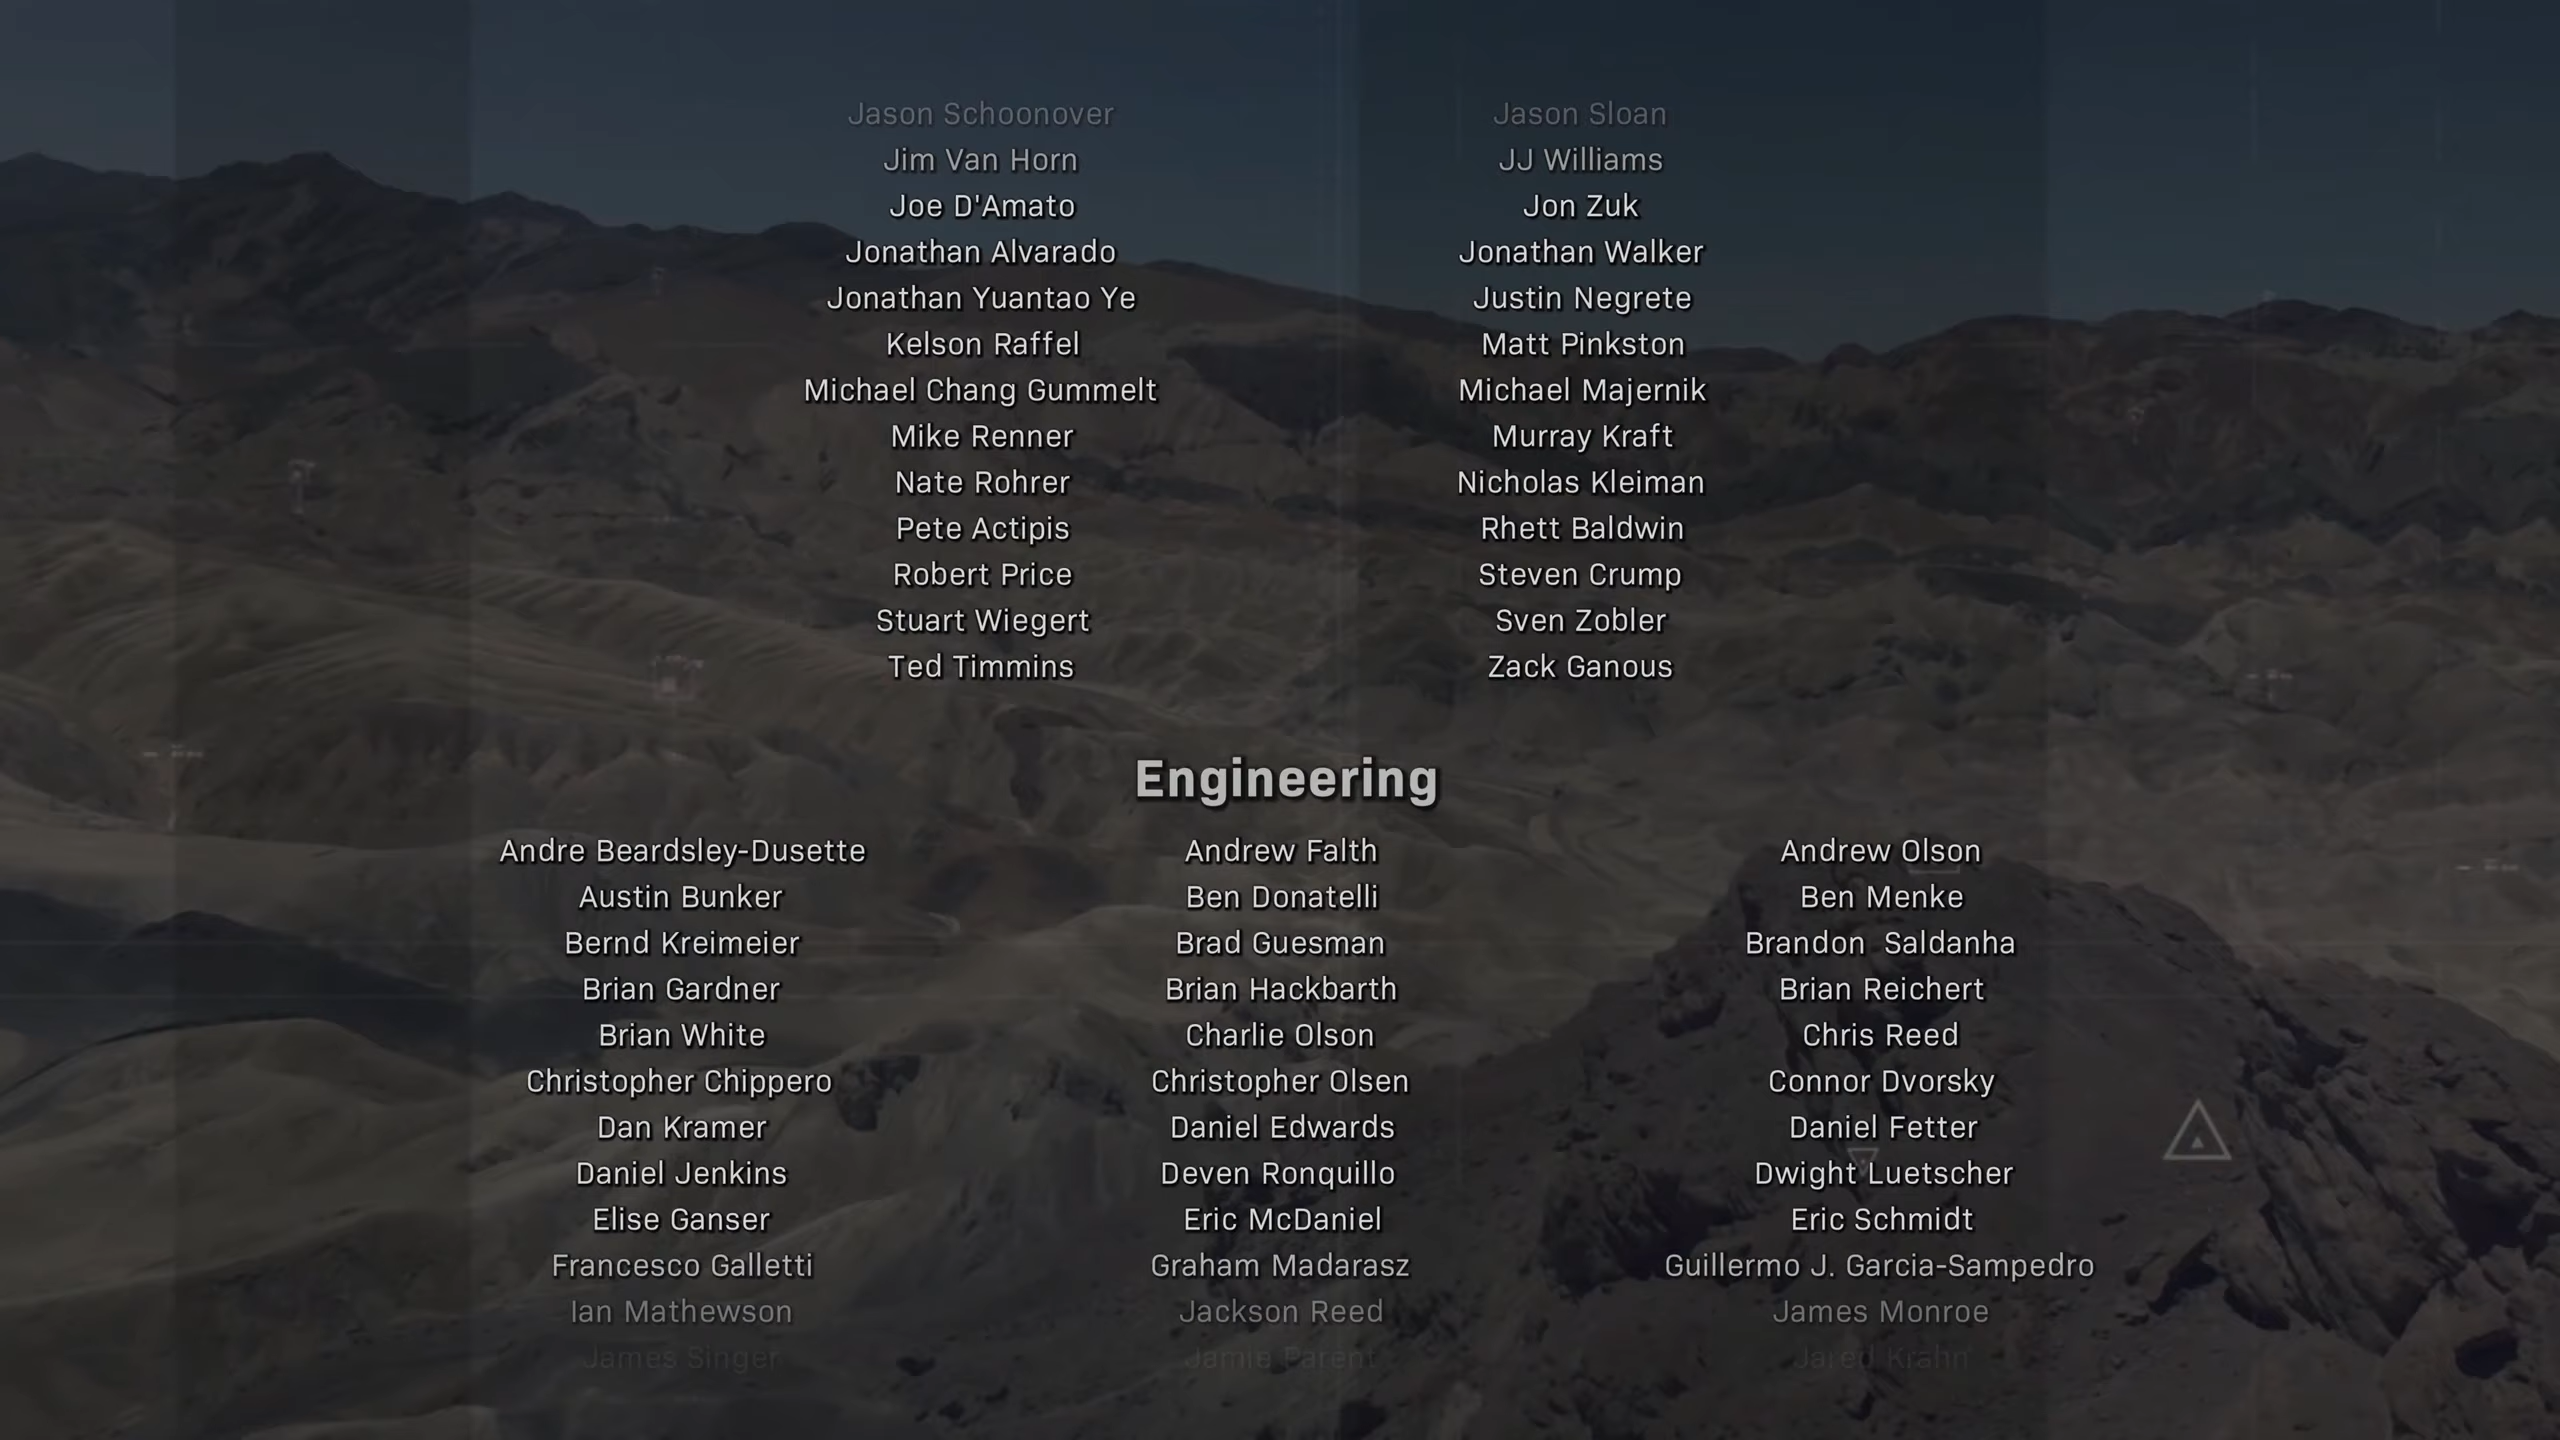 Jason Schoonover Jason Sloan
Jim Van Horn JJ Williams
Joe D'Amato Jon Zuk
Jonathan Alvarado Jonathan Walker
Jonathan Yuantao Ye Justin Negrete
Kelson Raffel Matt Pinkston
Michael Chang Gummelt Michael Majernik
Mike Renner Murray Kraft
Nate Rohrer Nicholas Kleiman
Pete Actipis Rhett Baldwin
Robert Price Steven Crump
Stuart Wiegert Sven Zobler
Ted Timmins Zack Ganous
Engineering
Andre Beardsley-Dusette Andrew Falth Andrew Olson
Austin Bunker Ben Donatelli Ben Menke
Bernd Kreimeier Brad Guesman Brandon Saldanha
Brian Gardner Brian Hackbarth Brian Reichert
Brian White Charlie Olson Chris Reed
Christopher Chippero Christopher Olsen Connor Dvorsky
Dan Kramer Daniel Edwards Daniel Fetter
Daniel Jenkins Deven Ronquillo Dwight Luetscher
Elise Ganser Eric McDaniel Eric Schmidt
Francesco Galletti Graham Madarasz Guillermo J. Garcia-Sampedro
Ian Mathewson Jackson Reed James Monroe
James Singer Jamie Parent Jared Krahn